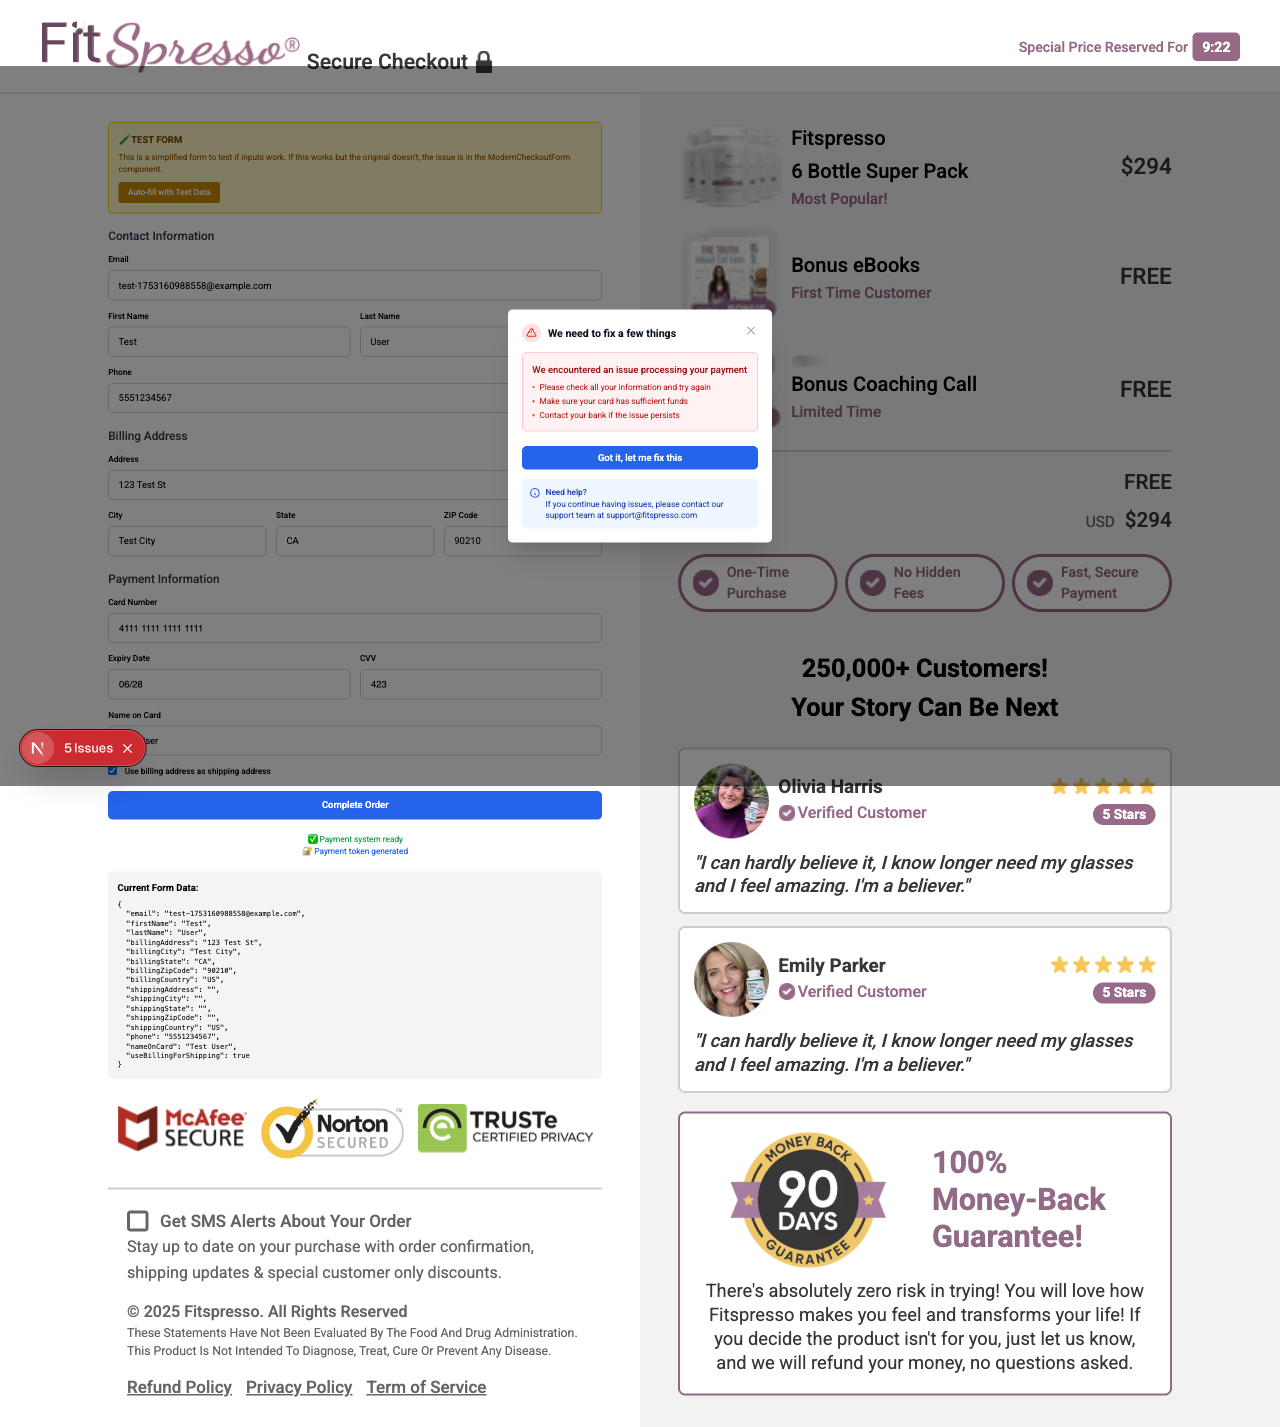 FitSpresso®
Secure Checkout
Special Price Reserved For 9:22
TEST FORM
This is a simplified form to test if inputs work. If this works but the original doesn't, the issue is in the ModernCheckoutForm
component.
Auto-fill with Test Data
Contact Information
Email
test-1753160988558@example.com
First Name
Last Name
Test
User
Phone
5551234567
Billing Address
Address
123 Test St
City
State
ZIP Code
Test City
CA
90210
Payment Information
Card Number
4111 1111 1111 1111
Expiry Date
CVV
06/28
423
Name on Card
ser
Use billing address as shipping address
Complete Order
Payment system ready
Payment token generated
Current Form Data:
{
"email": "test-1753160988558@example.com",
"firstName": "Test",
"lastName": "User",
"billingAddress": "123 Test St",
"billingCity": "Test City",
"billingState": "CA",
"billingZipCode": "90210",
"billingCountry": "US",
"shippingAddress": "",
"shippingCity": "",
"shippingState": "",
"shippingZipCode": "",
"shippingCountry": "US",
"phone": "5551234567",
"nameOnCard": "Test User",
"useBillingForShipping": true
}
McAfee™
SECURE
Norton™
SECURED
TRUSTe
CERTIFIED PRIVACY
Get SMS Alerts About Your Order
Stay up to date on your purchase with order confirmation,
shipping updates & special customer only discounts.
© 2025 Fitspresso. All Rights Reserved
These Statements Have Not Been Evaluated By The Food And Drug Administration.
This Product Is Not Intended To Diagnose, Treat, Cure Or Prevent Any Disease.
Refund Policy Privacy Policy Term of Service
N 5 Issues
We need to fix a few things
We encountered an issue processing your payment
• Please check all your information and try again
• Make sure your card has sufficient funds
• Contact your bank if the issue persists
Got it, let me fix this
Need help?
If you continue having issues, please contact our
support team at support@fitspresso.com
Fitspresso
6 Bottle Super Pack
Most Popular!
$294
THE TRUTH
About Fat Loss
Bonus eBooks
First Time Customer
FREE
Bonus Coaching Call
Limited Time
FREE
FREE
USD $294
One-Time
Purchase
No Hidden
Fees
Fast, Secure
Payment
250,000+ Customers!
Your Story Can Be Next
Olivia Harris
Verified Customer
5 Stars
"I can hardly believe it, I know longer need my glasses
and I feel amazing. I'm a believer."
Emily Parker
Verified Customer
5 Stars
"I can hardly believe it, I know longer need my glasses
and I feel amazing. I'm a believer."
MONEY BACK
90
DAYS
GUARANTEE
100%
Money-Back
Guarantee!
There's absolutely zero risk in trying! You will love how
Fitspresso makes you feel and transforms your life! If
you decide the product isn't for you, just let us know,
and we will refund your money, no questions asked.